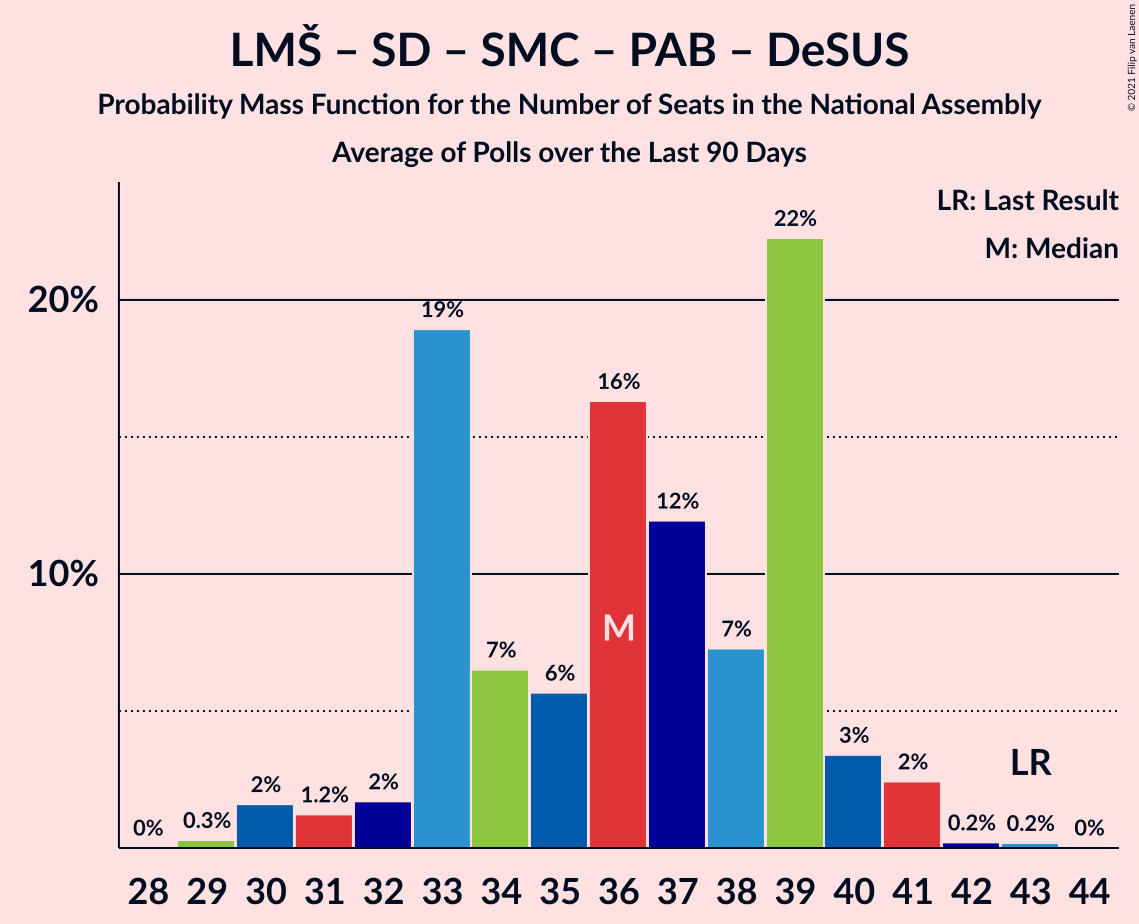 LMŠ – SD – SMC – PAB – DeSUS
Probability Mass Function for the Number of Seats in the National Assembly
Average of Polls over the Last 90 Days
© 2021 Filip van Laenen
LR: Last Result
M: Median
20%
10%
0%
0.3%
2%
1.2%
2%
19%
7%
6%
16%
12%
7%
22%
3%
2%
0.2%
0.2%
0%
M
LR
28 29 30 31 32 33 34 35 36 37 38 39 40 41 42 43 44